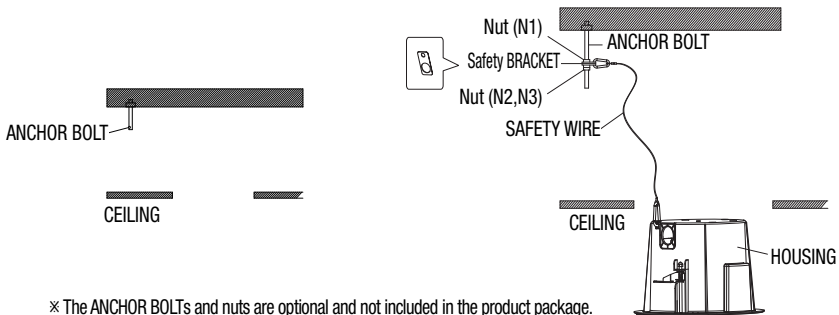 ANCHOR BOLT
CEILING
Nut (N1)
ANCHOR BOLT
Safety BRACKET
Nut (N2,N3)
SAFETY WIRE
CEILING
HOUSING
※ The ANCHOR BOLTs and nuts are optional and not included in the product package.